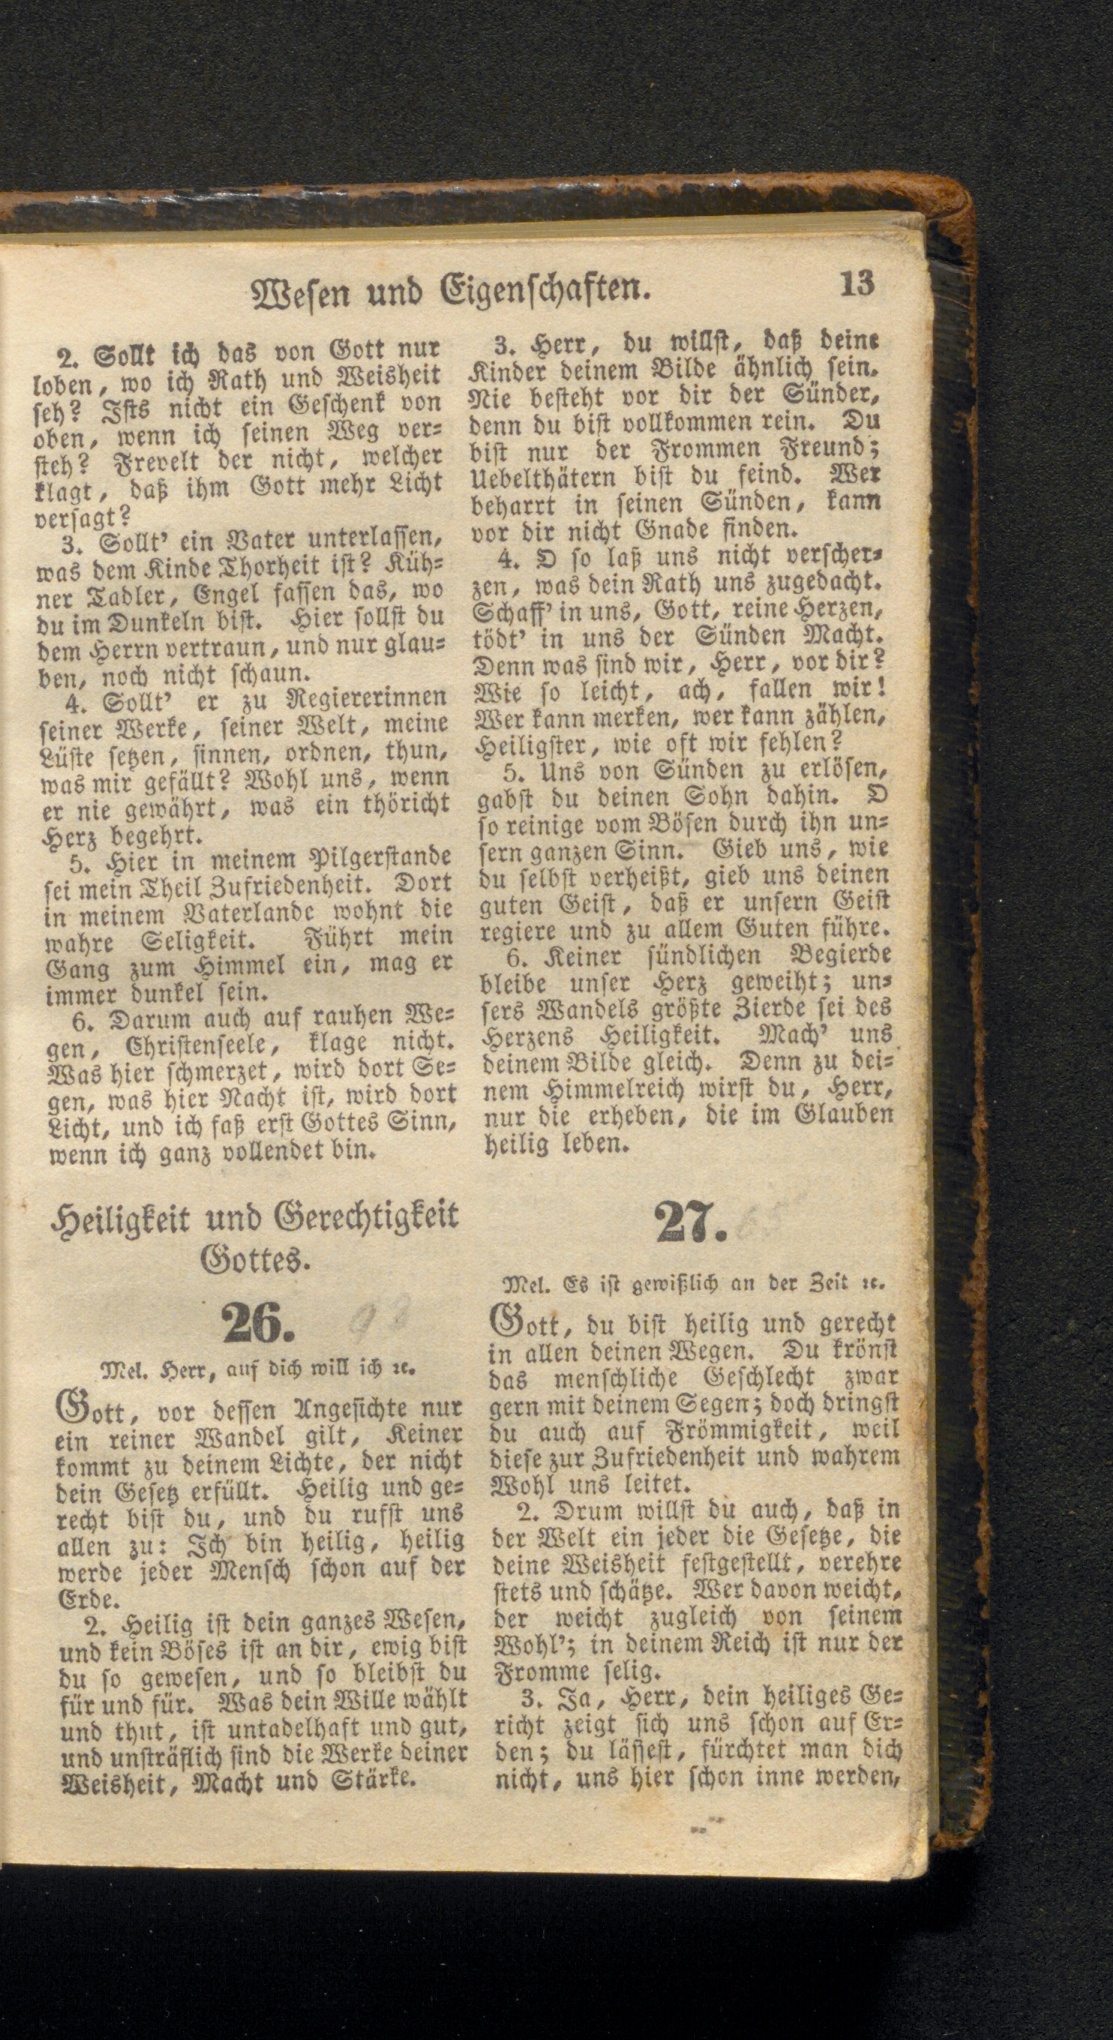 Wesen und Eigenschaften.
13
2. Sollt ich das von Gott nur
loben, wo ich Rath und Weisheit
seh? Ists nicht ein Geschenk von
oben, wenn ich seinen Weg ver-
steh? Frevelt der nicht, welcher
klagt, daß ihm Gott mehr Licht
versagt?
3. Sollt' ein Vater unterlassen,
was dem Kinde Thorheit ist? Küh-
ner Tadler, Engel fassen das, wo
du im Dunkeln bist. Hier sollst du
dem Herrn vertraun, und nur glau-
ben, noch nicht schaun.
4. Sollt' er zu Regiererinnen
seiner Werke, seiner Welt, meine
Lüste setzen, sinnen, ordnen, thun,
was mir gefällt? Wohl uns, wenn
er nie gewährt, was ein thöricht
Herz begehrt.
5. Hier in meinem Pilgerstande
sei mein Theil Zufriedenheit. Dort
in meinem Vaterlande wohnt die
wahre Seligkeit. Führt mein
Gang zum Himmel ein, mag er
immer dunkel sein.
6. Darum auch auf rauhen We-
gen, Christenseele, klage nicht.
Was hier schmerzet, wird dort Se-
gen, was hier Nacht ist, wird dort
Licht, und ich faß erst Gottes Sinn,
wenn ich ganz vollendet bin.
Heiligkeit und Gerechtigkeit
Gottes.
26.
Mel. Herr, auf dich will ich ꝛc.
Gott, vor dessen Angesichte nur
ein reiner Wandel gilt, Keiner
kommt zu deinem Lichte, der nicht
dein Gesetz erfüllt. Heilig und ge-
recht bist du, und du rufst uns
allen zu: Ich bin heilig, heilig
werde jeder Mensch schon auf der
Erde.
2. Heilig ist dein ganzes Wesen,
und kein Böses ist an dir, ewig bist
du so gewesen, und so bleibst du
für und für. Was dein Wille wählt
und thut, ist untadelhaft und gut,
und unsträflich sind die Werke deiner
Weisheit, Macht und Stärke.
3. Herr, du willst, daß deine
Kinder deinem Bilde ähnlich sein.
Nie besteht vor dir der Sünder,
denn du bist vollkommen rein. Du
bist nur der Frommen Freund;
Uebelthätern bist du feind. Wer
beharrt in seinen Sünden, kann
vor dir nicht Gnade finden.
4. O so laß uns nicht verscher-
zen, was dein Rath uns zugedacht.
Schaff' in uns, Gott, reine Herzen,
tödt' in uns der Sünden Macht.
Denn was sind wir, Herr, vor dir?
Wie so leicht, ach, fallen wir!
Wer kann merken, wer kann zählen,
Heiligster, wie oft wir fehlen?
5. Uns von Sünden zu erlösen,
gabst du deinen Sohn dahin. O
so reinige vom Bösen durch ihn un-
sern ganzen Sinn. Gieb uns, wie
du selbst verheißt, gieb uns deinen
guten Geist, daß er unsern Geist
regiere und zu allem Guten führe.
6. Keiner sündlichen Begierde
bleibe unser Herz geweiht; un-
sers Wandels größte Zierde sei des
Herzens Heiligkeit. Mach' uns
deinem Bilde gleich. Denn zu dei-
nem Himmelreich wirst du, Herr,
nur die erheben, die im Glauben
heilig leben.
27.
Mel. Es ist gewißlich an der Zeit ꝛc.
Gott, du bist heilig und gerecht
in allen deinen Wegen. Du krönst
das menschliche Geschlecht zwar
gern mit deinem Segen; doch dringst
du auch auf Frömmigkeit, weil
diese zur Zufriedenheit und wahrem
Wohl uns leitet.
2. Drum willst du auch, daß in
der Welt ein jeder die Gesetze, die
deine Weisheit festgestellt, verehre
stets und schätze. Wer davon weicht,
der weicht zugleich von seinem
Wohl'; in deinem Reich ist nur der
Fromme selig.
3. Ja, Herr, dein heiliges Ge-
richt zeigt sich uns schon auf Er-
den; du lässest, fürchtet man dich
nicht, uns hier schon inne werden,